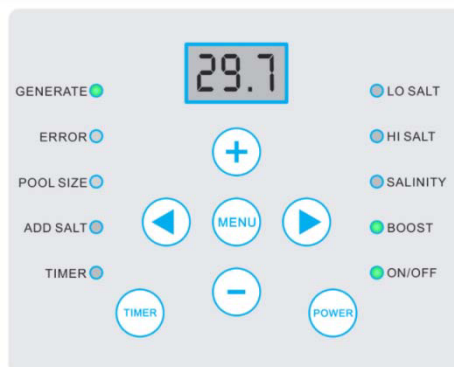 29.7
GENERATE
LO SALT
ERROR
HI SALT
POOL SIZE
SALINITY
ADD SALT
MENU
BOOST
TIMER
ON/OFF
TIMER
POWER